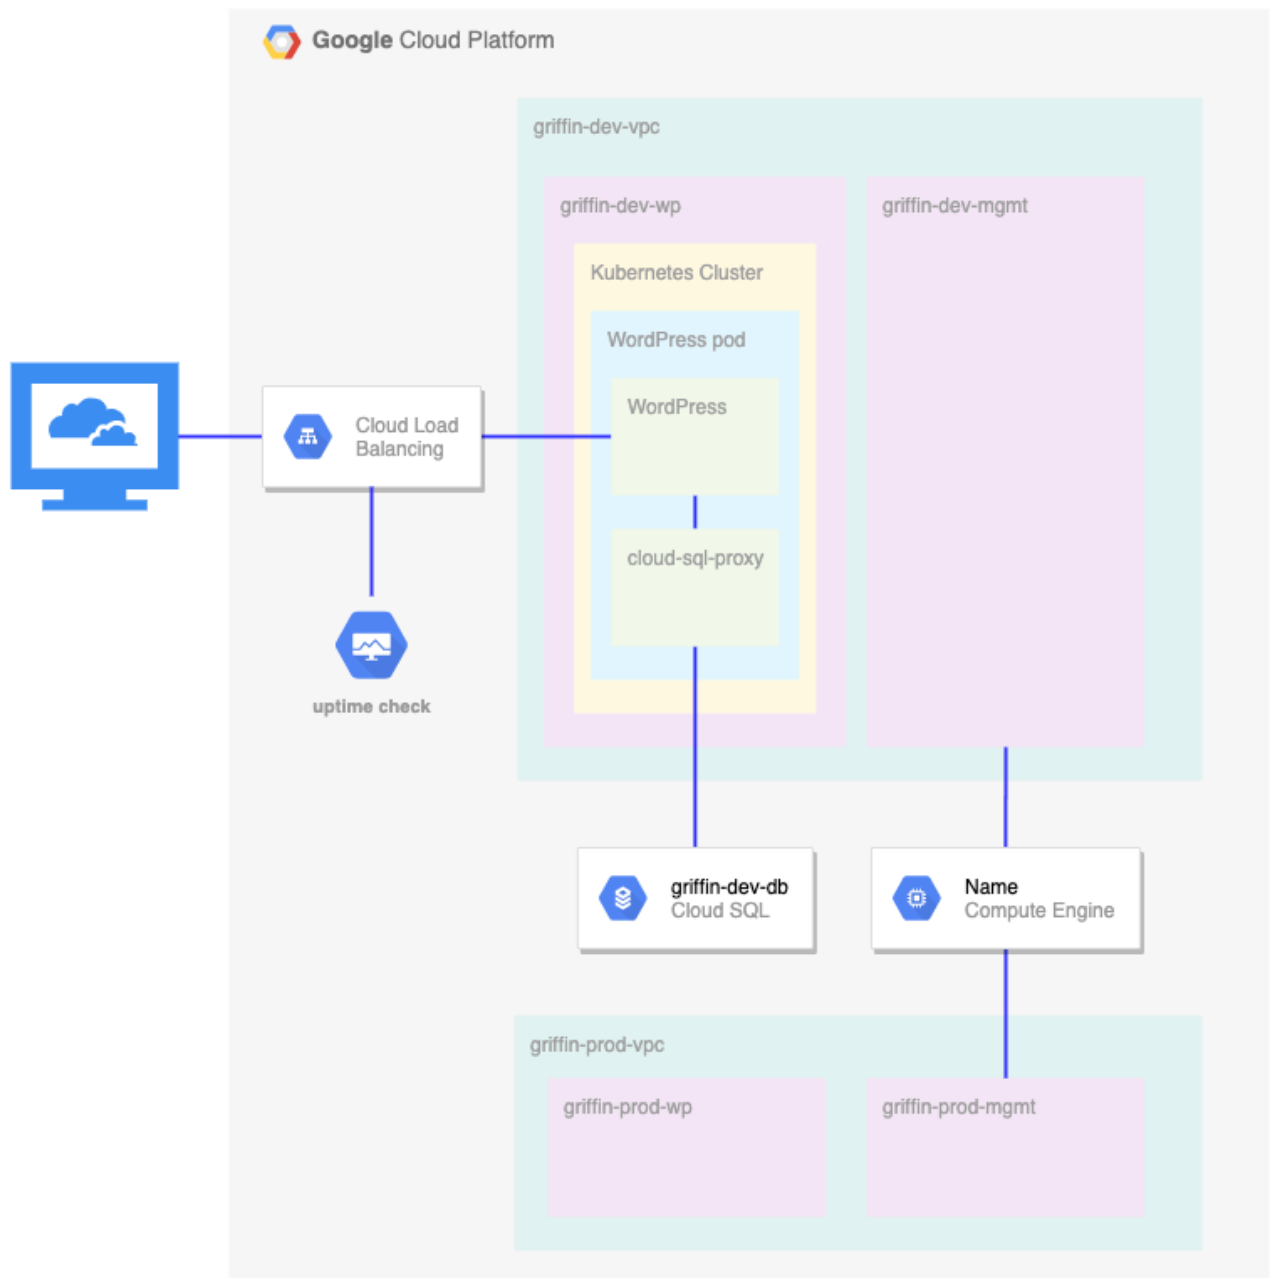 Google Cloud Platform
griffin-dev-vpc
griffin-dev-wp
griffin-dev-mgmt
Kubernetes Cluster
WordPress pod
WordPress
Cloud Load
Balancing
cloud-sql-proxy
uptime check
griffin-dev-db
Cloud SQL
Name
Compute Engine
griffin-prod-vpc
griffin-prod-wp
griffin-prod-mgmt